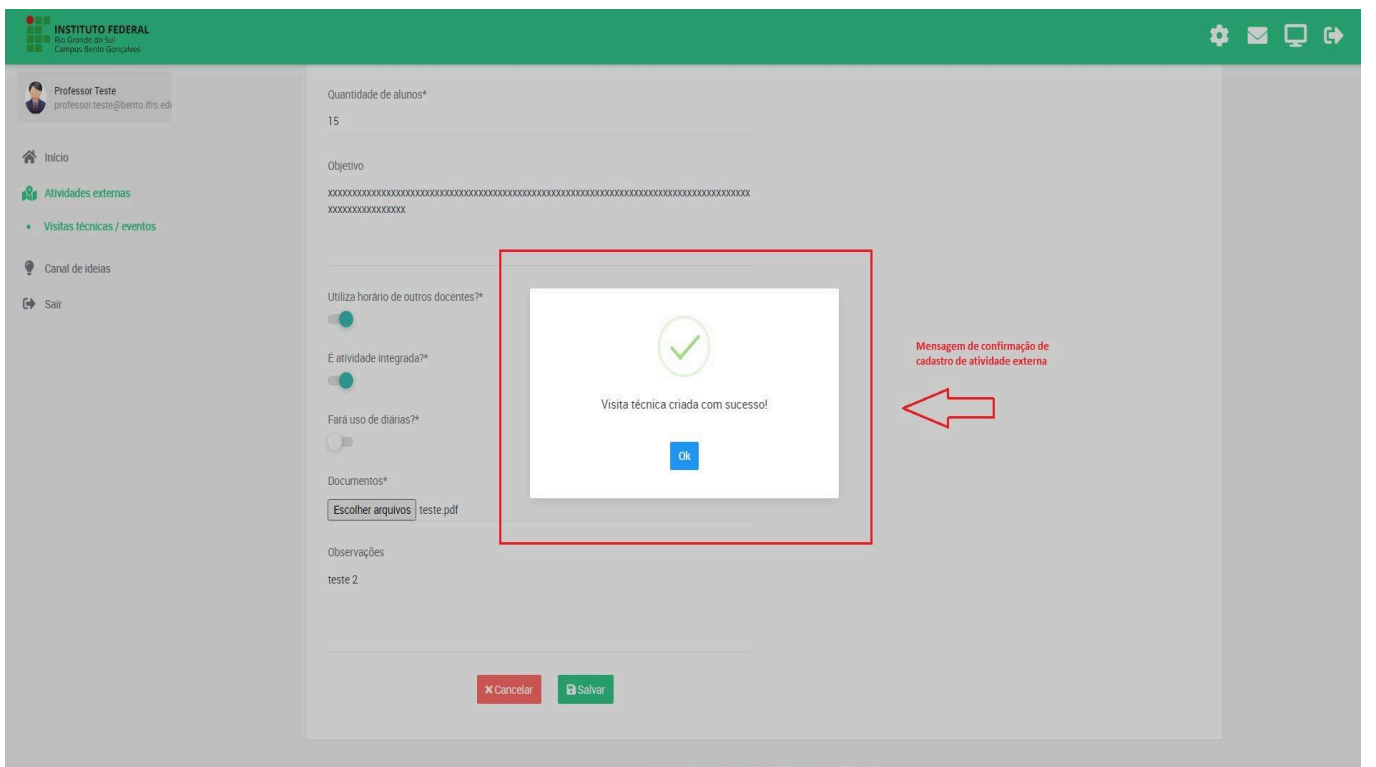 INSTITUTO FEDERAL
Rio Grande do Sul
Campus Bento Gonçalves
Professor Teste
professor.teste@bento.ifrs.edu
Início
Atividades externas
Visitas técnicas / eventos
Canal de ideias
Sair
Quantidade de alunos*
15
Objetivo
xxxxxxxxxxxxxxxxxxxxxxxxxxxxxxxxxxxxxxxxxxxxxxxxxxxxxxxxxxxxxxxxxxxxxxxxxxxxxxxxxxxxxxx
xxxxxxxxxxxxxxxx
Utiliza horário de outros docentes?*
É atividade integrada?*
Fará uso de diárias?*
Documentos*
Escolher arquivos teste.pdf
Observações
teste 2
Cancelar
Salvar
Visita técnica criada com sucesso!
Ok
Mensagem de confirmação de
cadastro de atividade externa